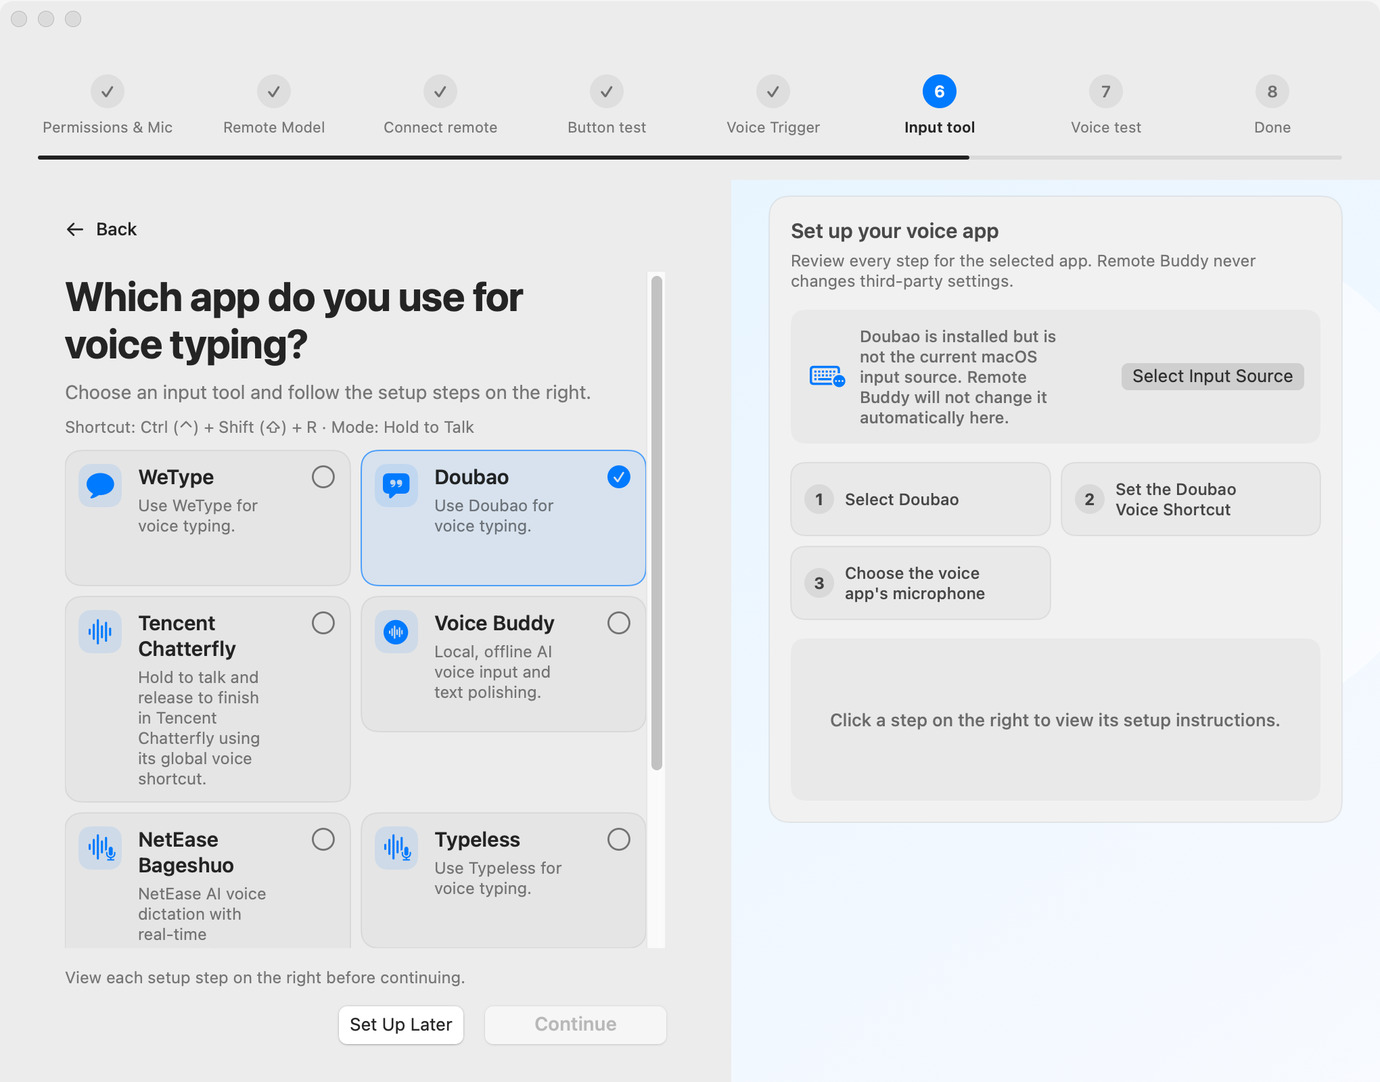 Permissions & Mic
Remote Model
Connect remote
Button test
Voice Trigger
6
Input tool
7
Voice test
8
Done
← Back
Which app do you use for
voice typing?
Choose an input tool and follow the setup steps on the right.
Shortcut: Ctrl (^) + Shift (⇧) + R · Mode: Hold to Talk
WeType
Use WeType for
voice typing.
Doubao
Use Doubao for
voice typing.
Tencent
Chatterfly
Hold to talk and
release to finish
in Tencent
Chatterfly using
its global voice
shortcut.
Voice Buddy
Local, offline AI
voice input and
text polishing.
NetEase
Bageshuo
NetEase AI voice
dictation with
real-time
Typeless
Use Typeless for
voice typing.
View each setup step on the right before continuing.
Set Up Later
Continue
Set up your voice app
Review every step for the selected app. Remote Buddy never
changes third-party settings.
Doubao is installed but is
not the current macOS
input source. Remote
Buddy will not change it
automatically here.
Select Input Source
1 Select Doubao
2 Set the Doubao
Voice Shortcut
3 Choose the voice
app's microphone
Click a step on the right to view its setup instructions.